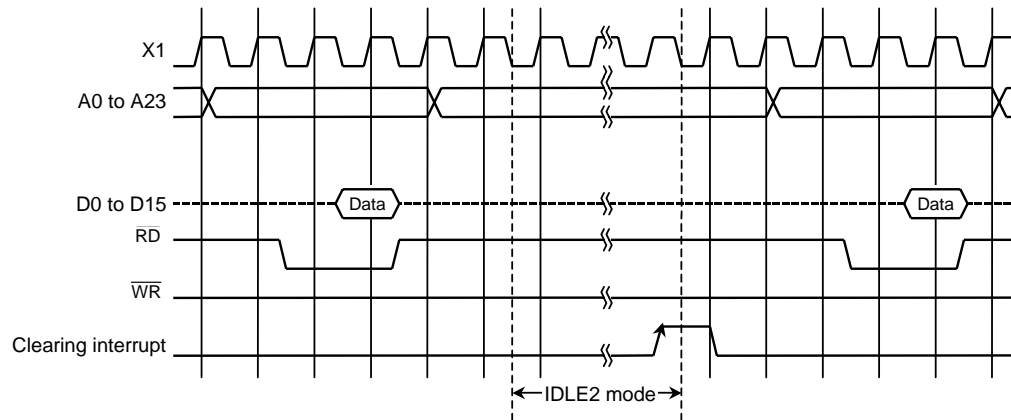 X1
A0 to A23
D0 to D15
Data
Data
RD
WR
Clearing interrupt
IDLE2 mode